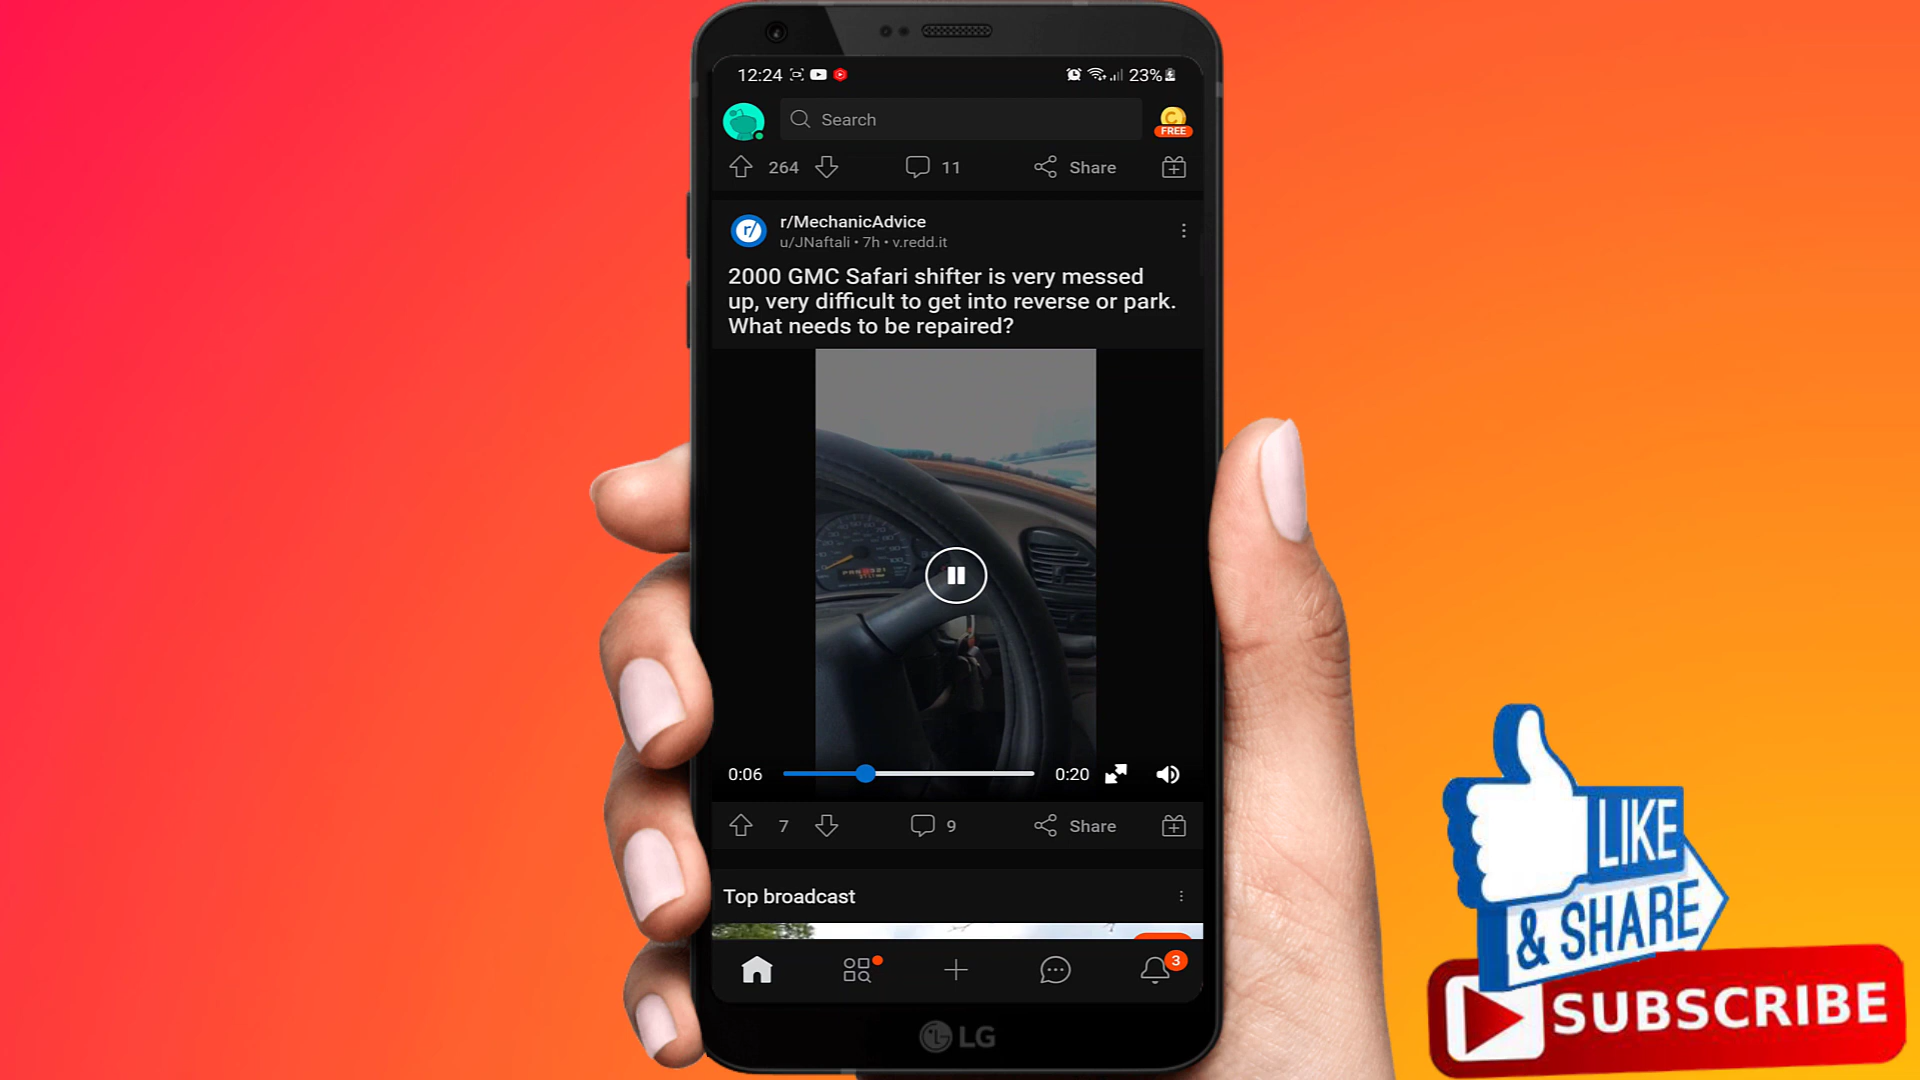 12:24
23%
Search
FREE
264
11
Share
r/MechanicAdvice
u/JNaftali • 7h • v.redd.it
2000 GMC Safari shifter is very messed
up, very difficult to get into reverse or park.
What needs to be repaired?
0:06
0:20
7
9
Share
Top broadcast
3
LG
LIKE
& SHARE
SUBSCRIBE